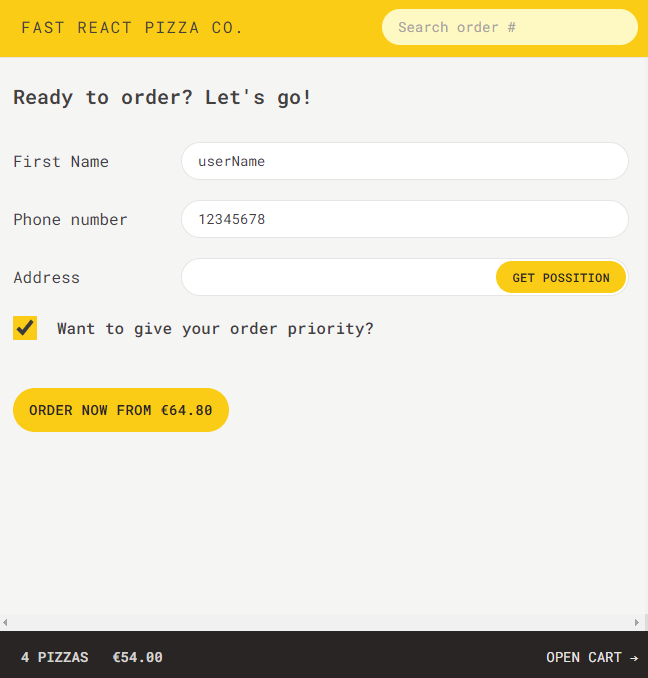 FAST REACT PIZZA CO.
Search order #
Ready to order? Let's go!
First Name
userName
Phone number
12345678
Address
GET POSSITION
Want to give your order priority?
ORDER NOW FROM €64.80
4 PIZZAS €54.00
OPEN CART →